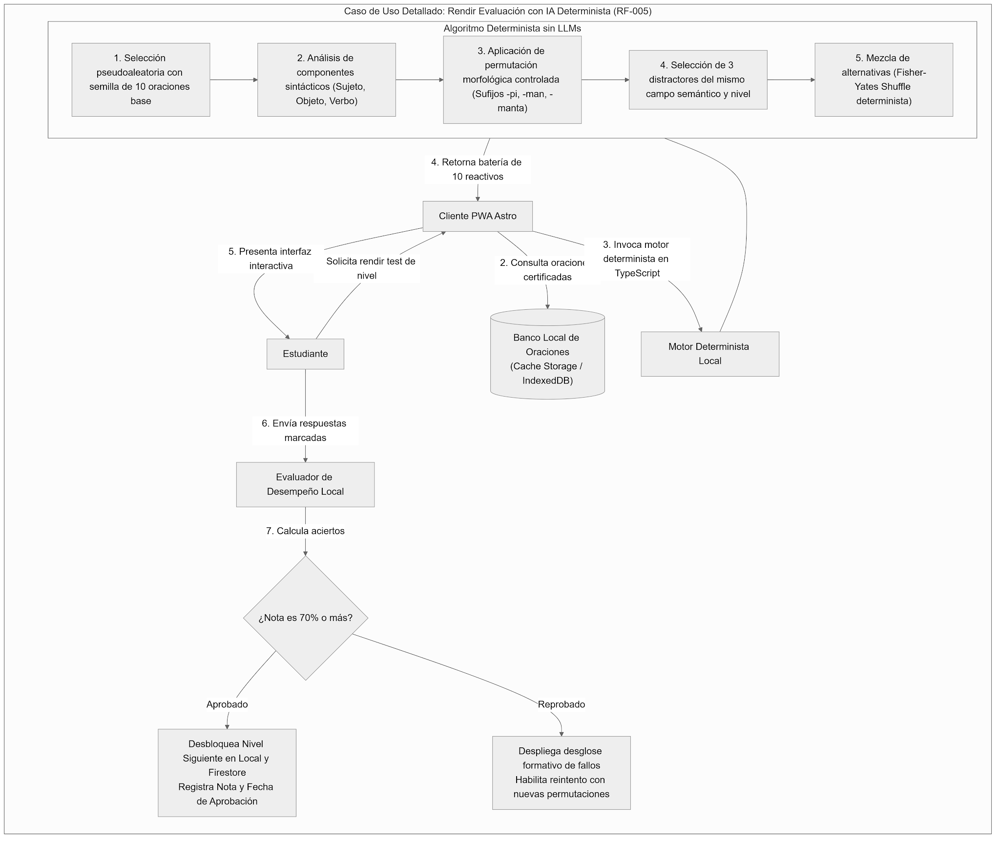 Caso de Uso Detallado: Rendir Evaluación con IA Determinista (RF-005)
Algoritmo Determinista sin LLMs
1. Selección
pseudoaleatoria con
semilla de 10 oraciones
base
2. Análisis de
componentes
sintácticos (Sujeto,
Objeto, Verbo)
3. Aplicación de
permutación
morfológica controlada
(Sufijos -pi, -man, -
manta)
4. Selección de 3
distractores del mismo
campo semántico y nivel
5. Mezcla de
alternativas (Fisher-
Yates Shuffle
determinista)
4. Retorna batería de
10 reactivos
Cliente PWA Astro
5. Presenta interfaz
interactiva
Solicita rendir test de
nivel
2. Consulta oracione
certificadas
3. Invoca motor
determinista en
TypeScript
Estudiante
Banco Local de
Oraciones
(Cache Storage /
IndexedDB)
Motor Determinista
Local
6. Envía respuestas
marcadas
Evaluador de
Desempeño Local
7. Calcula aciertos
¿Nota es 70% o más?
Aprobado
Reprobado
Desbloquea Nivel
Siguiente en Local y
Firestore
Registra Nota y Fecha
de Aprobación
Despliega desglose
formativo de fallos
Habilita reintento con
nuevas permutaciones